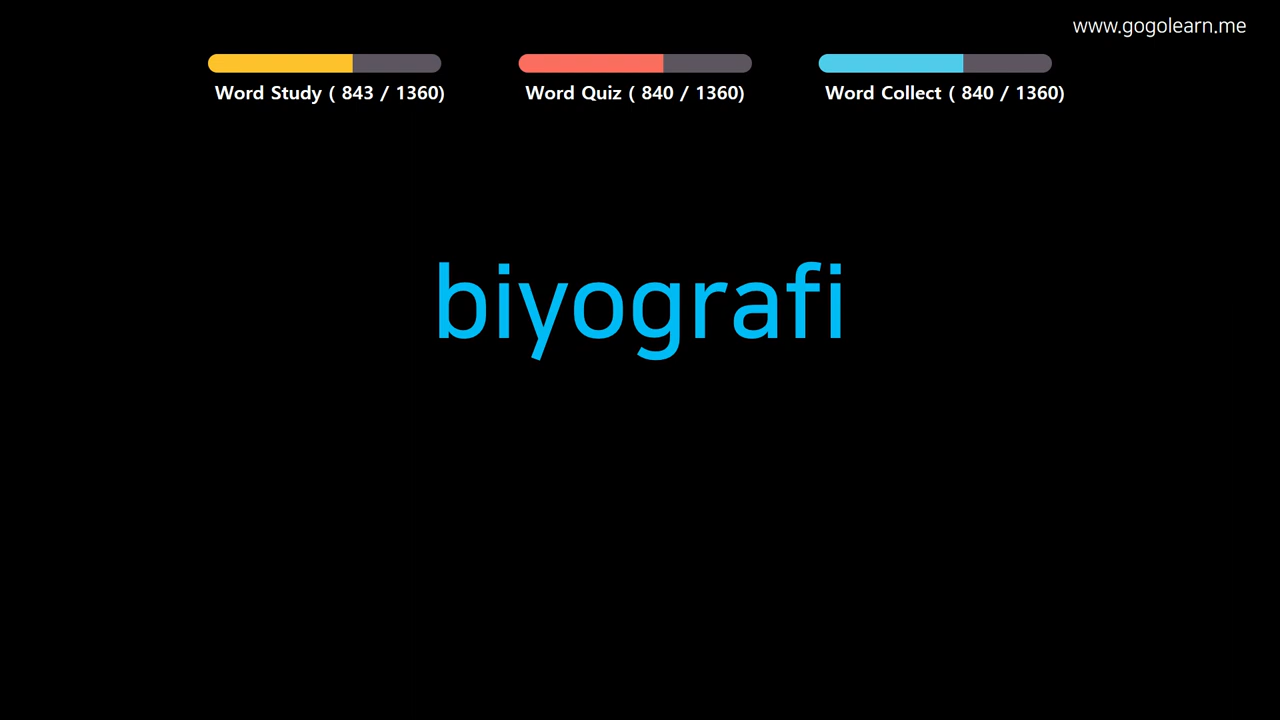 www.gogolearn.me
Word Study ( 843 / 1360)
Word Quiz ( 840 / 1360)
Word Collect ( 840 / 1360)
biyografi